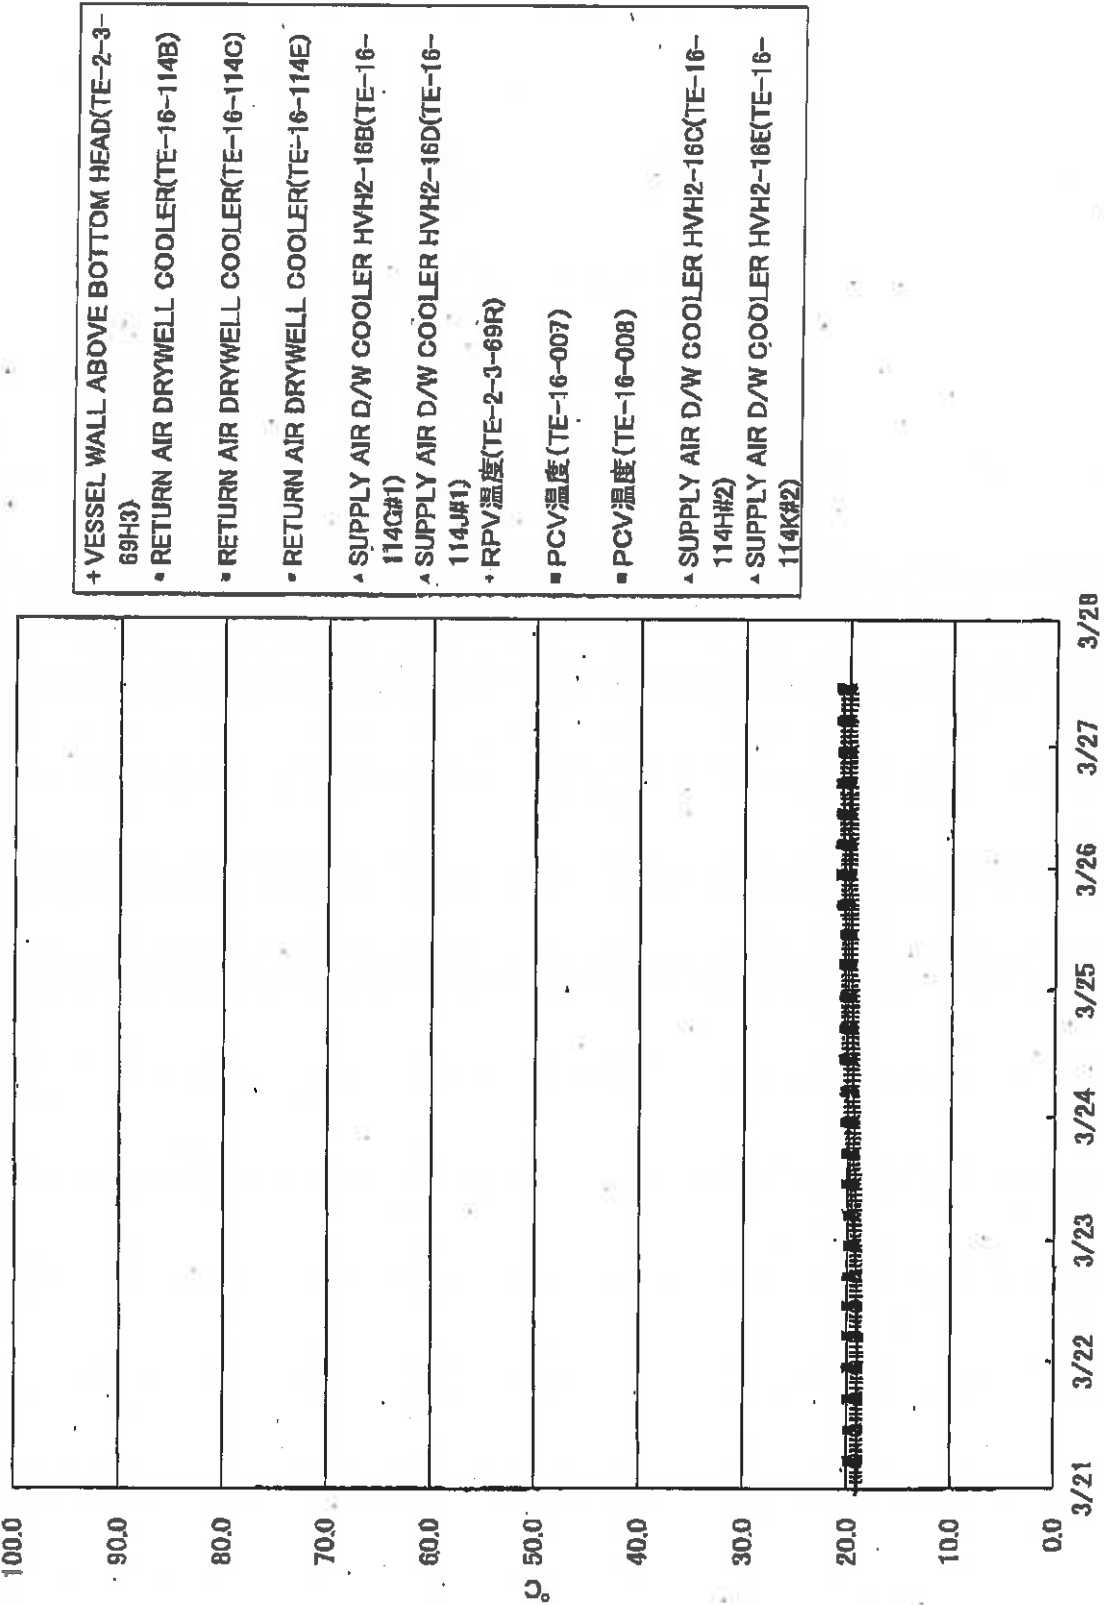 100.0
90.0
80.0
70.0
60.0
50.0
40.0
30.0
20.0
10.0
0.0
℃
3/21
3/22
3/23
3/24
3/25
3/26
3/27
3/28
+ VESSEL WALL ABOVE BOTTOM HEAD(TE-2-3-
69H3)
RETURN AIR DRYWELL COOLER(TE-16-114B)
RETURN AIR DRYWELL COOLER(TE-16-114C)
RETURN AIR DRYWELL COOLER(TE-16-114E)
▲ SUPPLY AIR D/W COOLER HVH2-16B(TE-16-
114G#1)
▲ SUPPLY AIR D/W COOLER HVH2-16D(TE-16-
114J#1)
+ RPV温度(TE-2-3-69R)
■ PCV温度(TE-16-007)
■ PCV温度(TE-16-008)
▲ SUPPLY AIR D/W COOLER HVH2-16C(TE-16-
114H#2)
▲ SUPPLY AIR D/W COOLER HVH2-16E(TE-16-
114K#2)